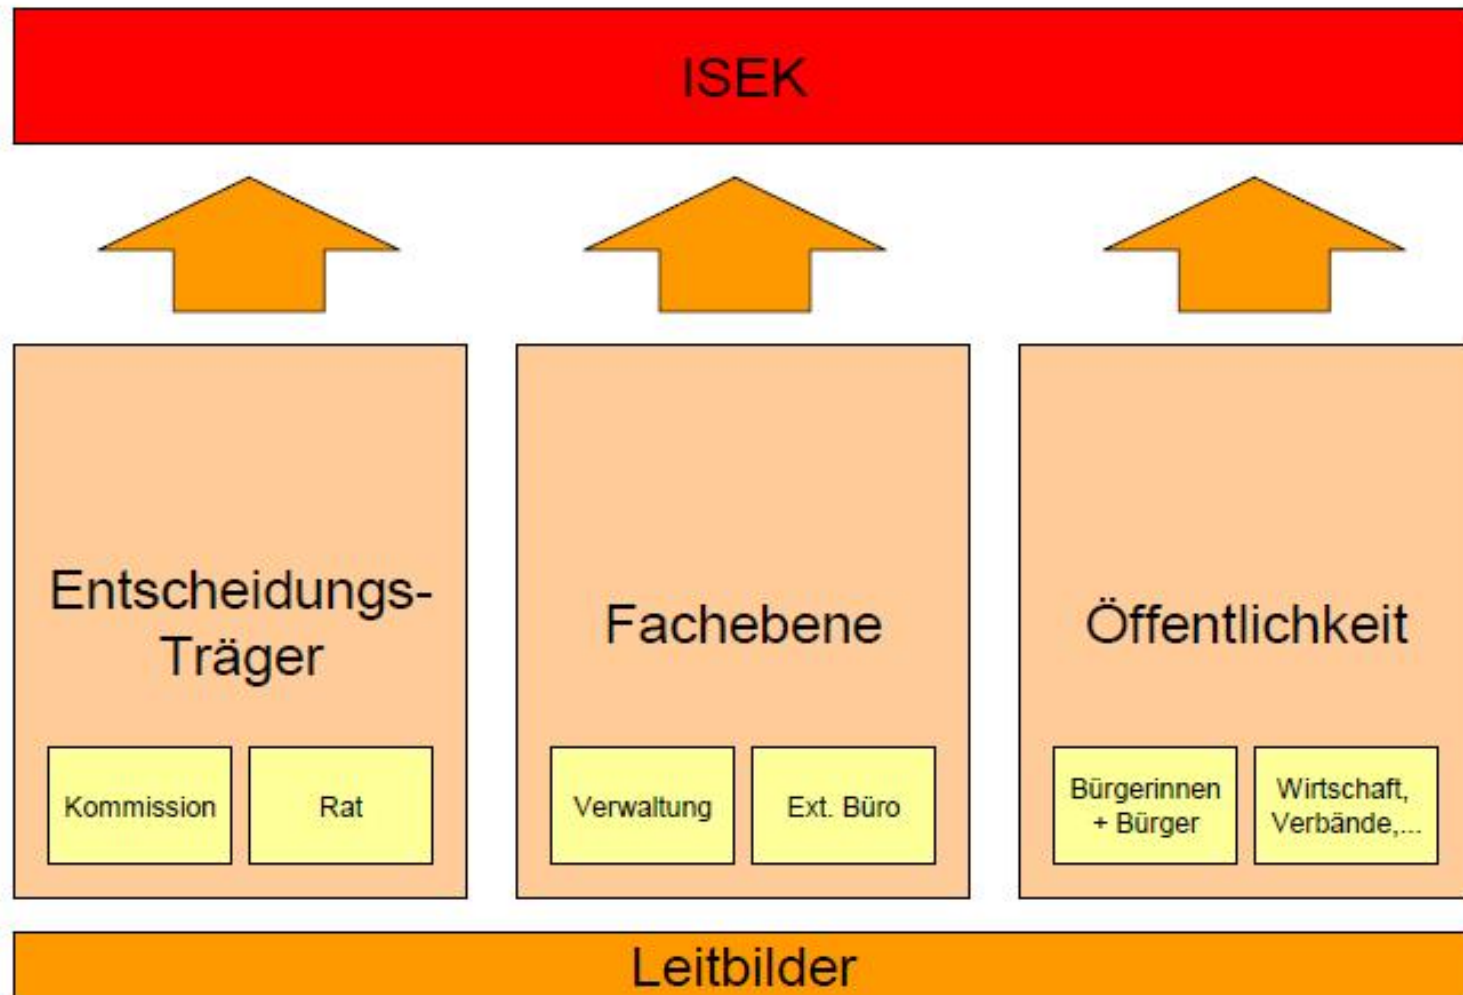 ISEK
Entscheidungs-
Träger
Kommission
Rat
Fachebene
Verwaltung
Ext. Büro
Öffentlichkeit
Bürgerinnen
+ Bürger
Wirtschaft,
Verbände,...
Leitbilder